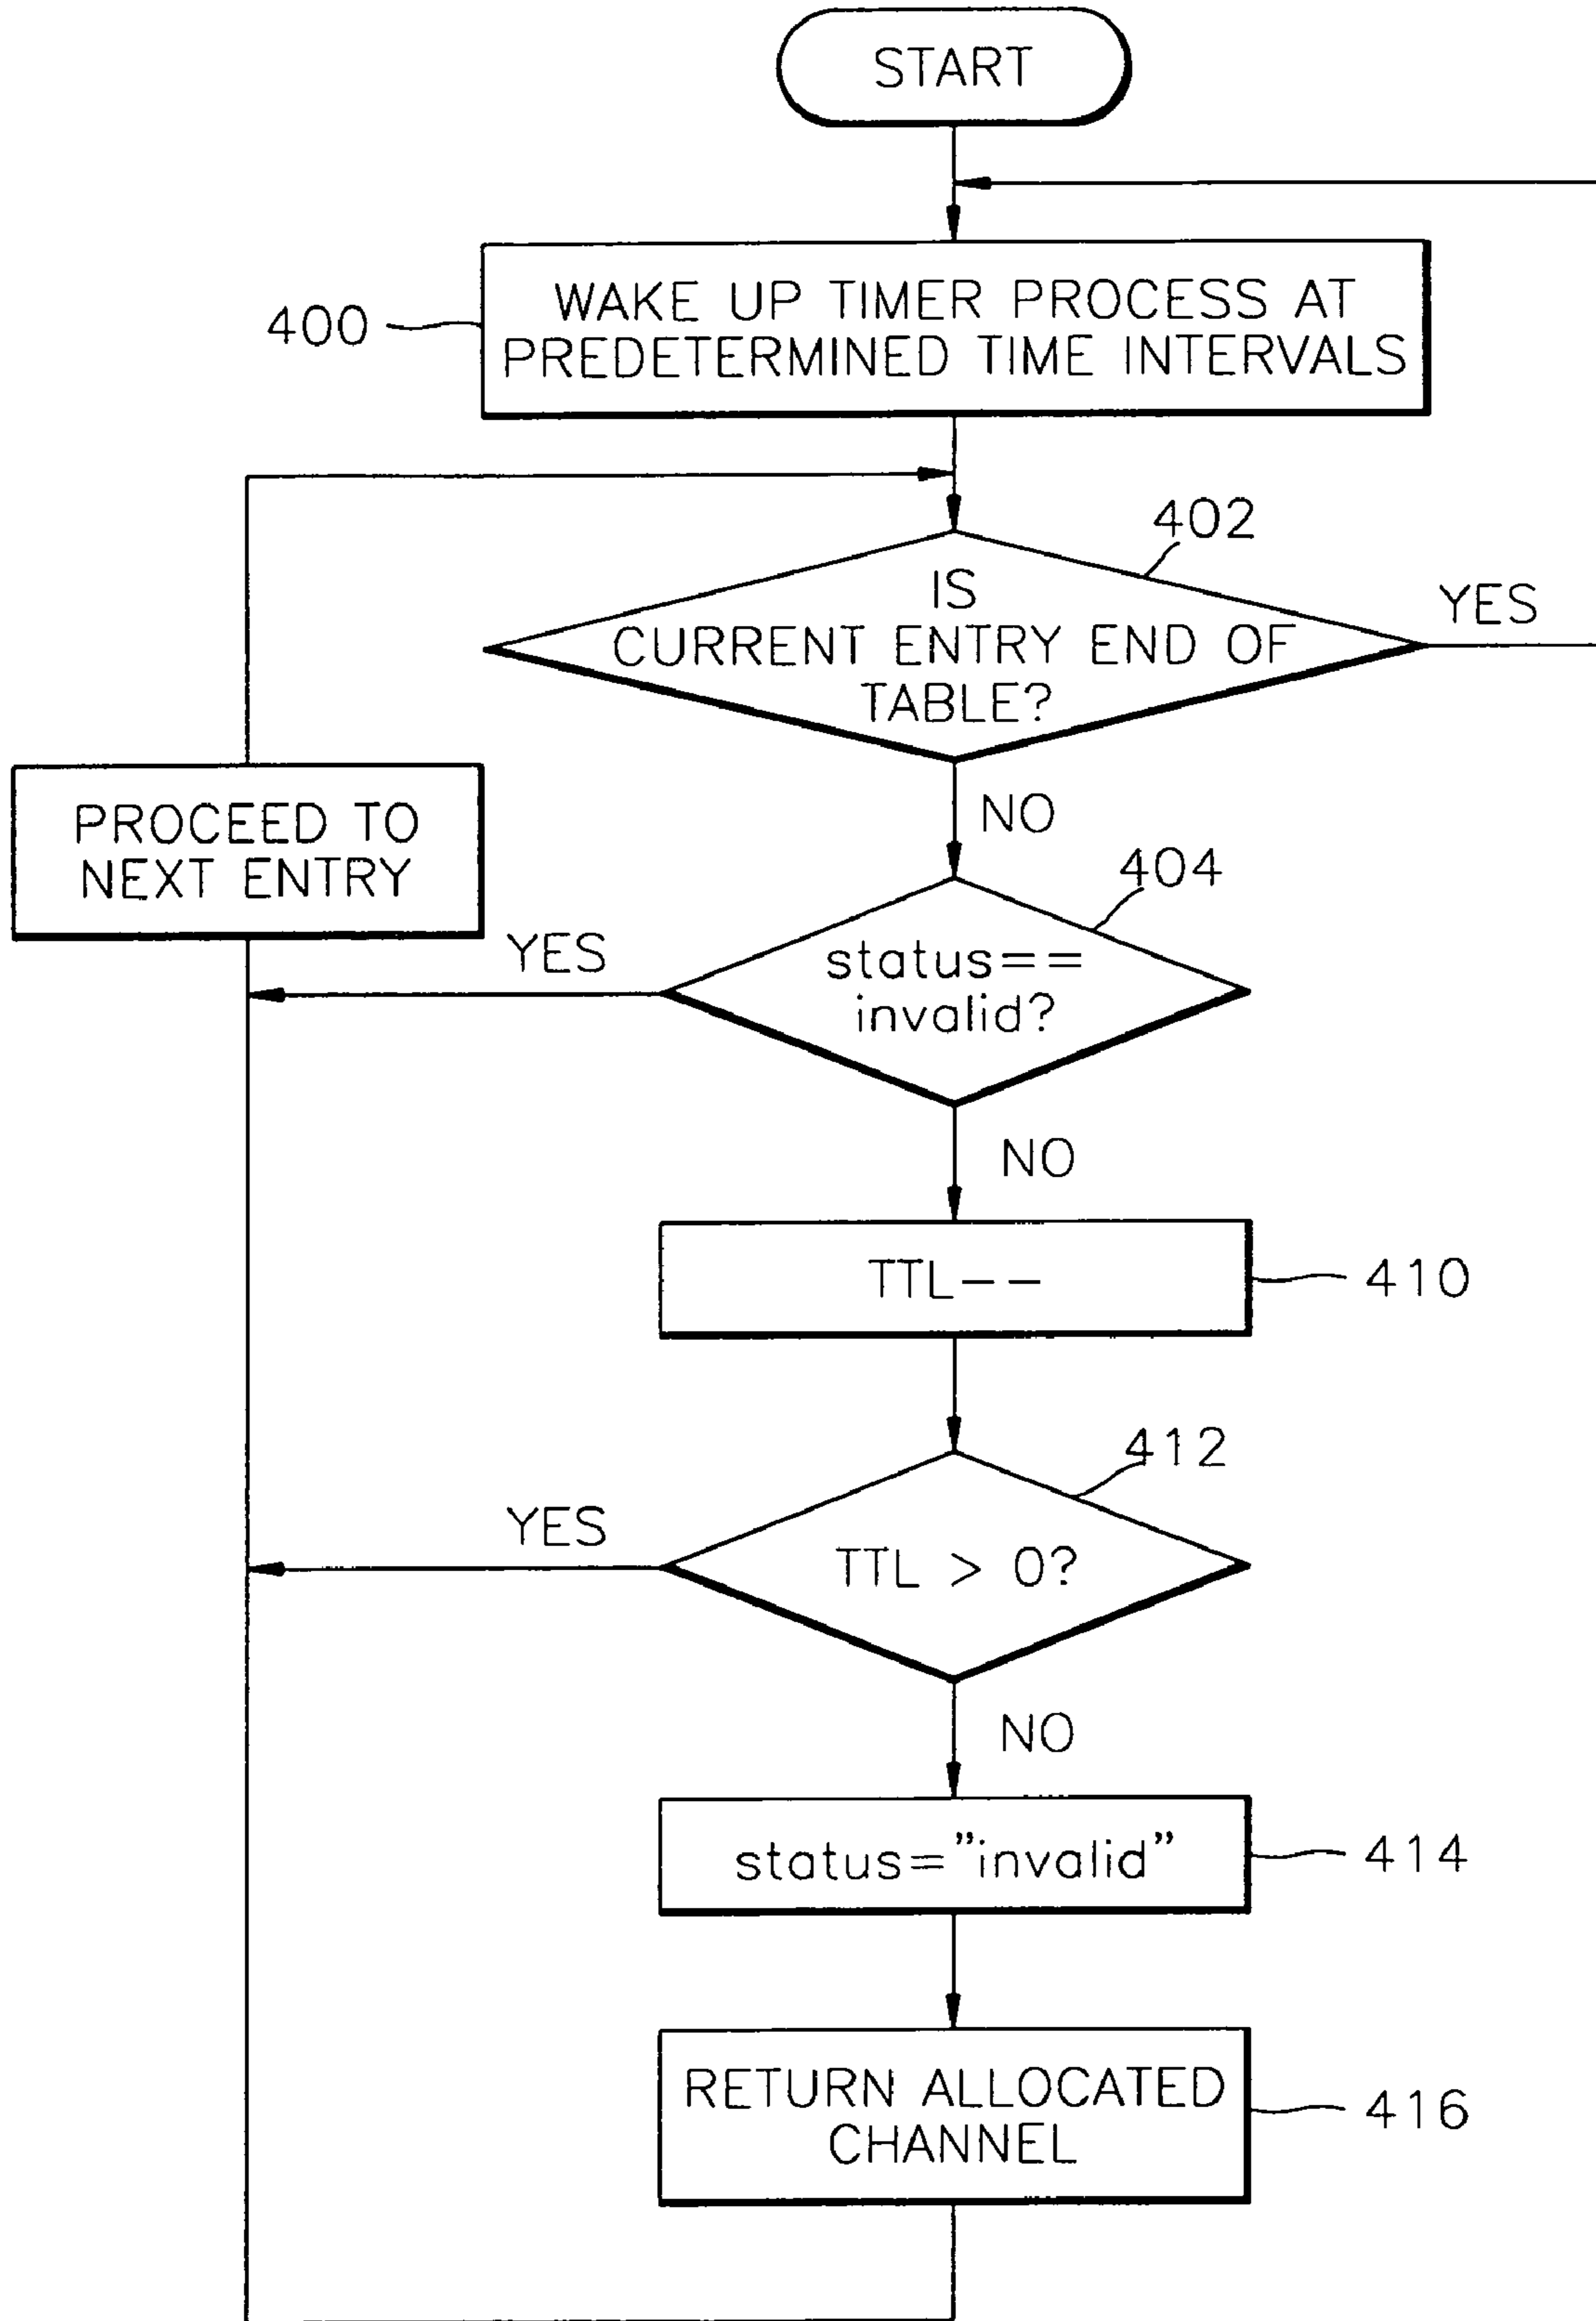 START
400
WAKE UP TIMER PROCESS AT
PREDETERMINED TIME INTERVALS
402
IS
CURRENT ENTRY END OF
TABLE?
YES
NO
PROCEED TO
NEXT ENTRY
404
YES
status==
invalid?
NO
TTL--
410
412
YES
TTL > 0?
NO
status="invalid"
414
RETURN ALLOCATED
CHANNEL
416